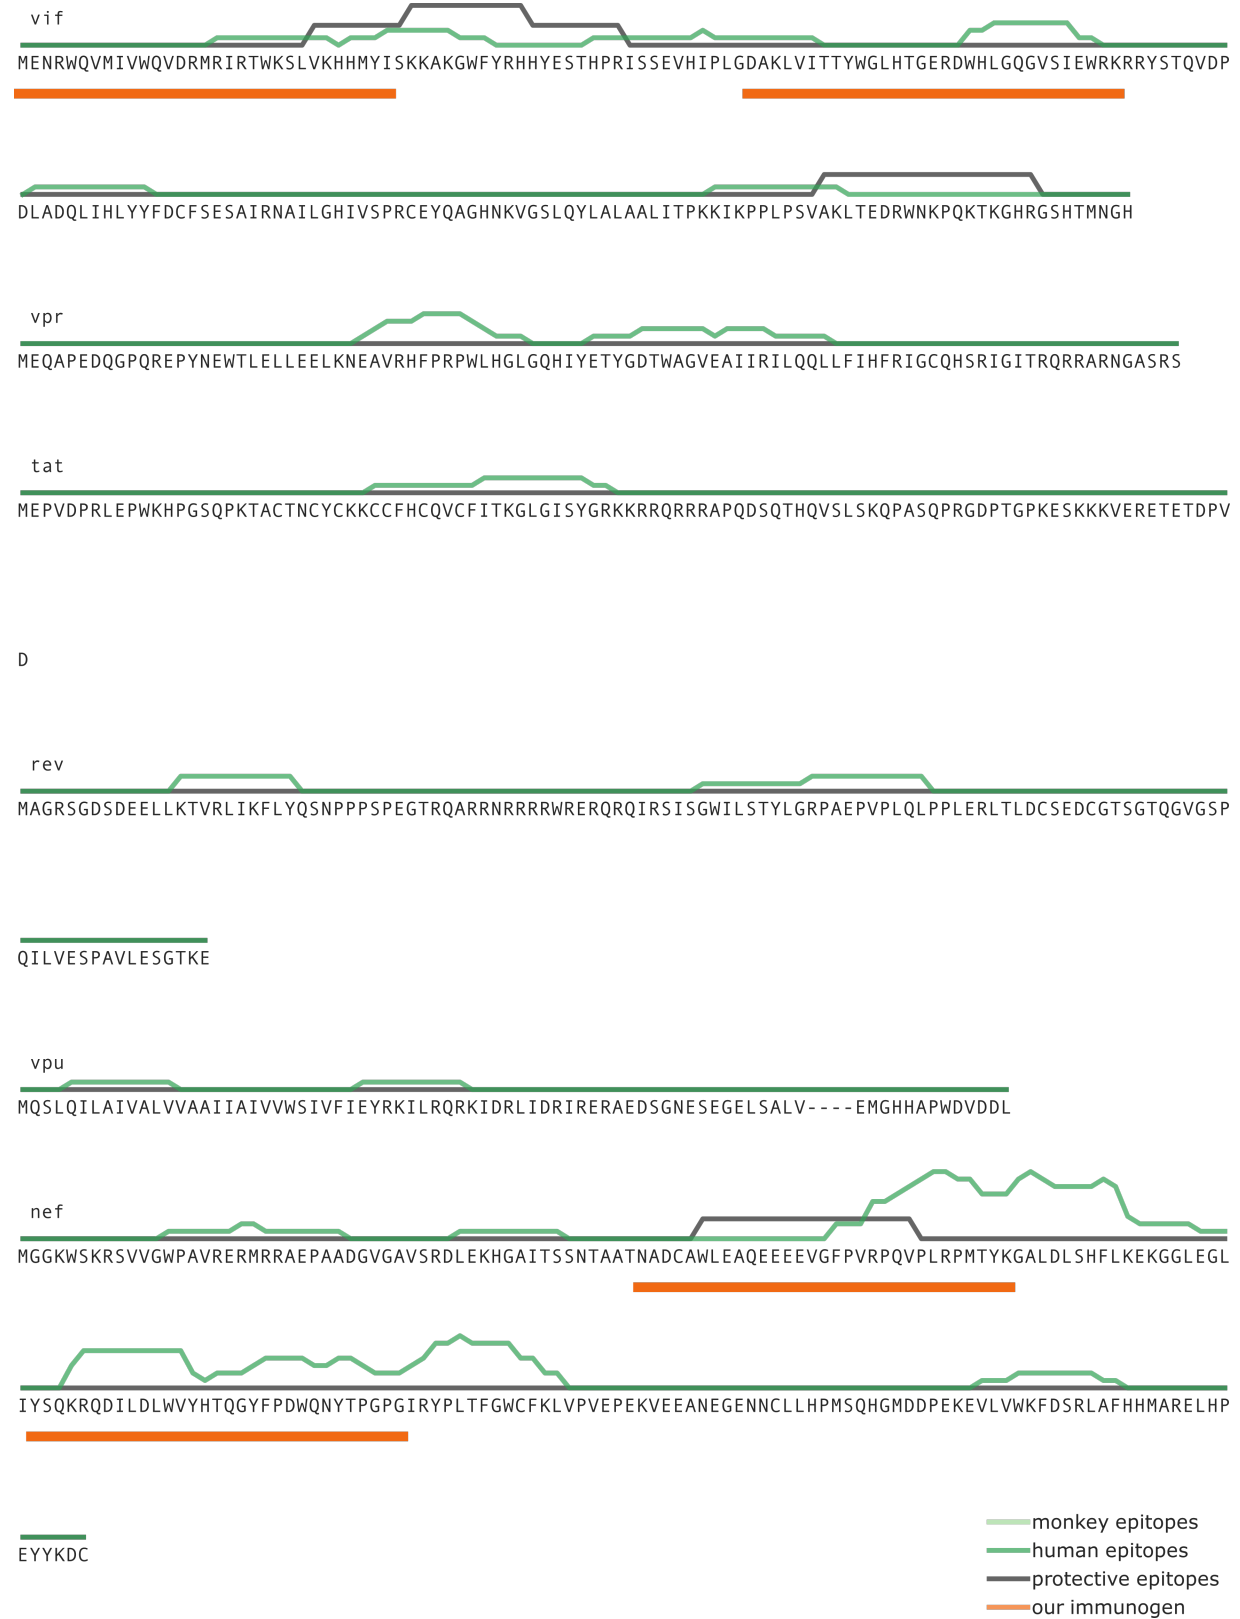 vif
MENRWQVMIVWQVDRMRIRTWKSLVKHHMYISKKAKGWFYRHHYESTHPRISSEVHIPLGDAKLVITTYWGLHTGERDWHLGQGVSIEWRKRRYSTQVDP
DLADQLIHLYYFDCFSESAIRNAILGHIVSPRCEYQAGHNKVGSLQYLALAALITPKKIKPPLPSVAKLTEDRWNKPQKTKGHRGSHTMNGH
vpr
MEQAPEDQGPQREPYNEWTLELLEELKNEAVRHFPRPWLHGLGQHIYETYGDTWAGVEAIIRILQQLLFIHFRIGCQHSRIGITRQRRARNGASRS
tat
MEPVDPRLEPWKHPGSQPKTACTNCYCKKCCFHCQVCFITKGLGISYGRKKRRQRRRAPQDSQTHQVSLSKQPASQPRGDPTGPKESKKKVERETETDPV
D
rev
MAGRSGDSDEELLKTVRLIKFLYQSNPPPSPEGTRQARRNRRRRWRERQRQIRSISGWILSTYLGRPAEPVPLQLPPLERLTLDCSEDCGTSGTQGVGSP
QILVESPAVLESGTKE
vpu
MQSLQILAIVALVVAAIIAIVVWSIVFIEYRKILRQRKIDRLIDRIRERAEDSGNESEGELSALV----EMGHHAPWDVDDL
nef
MGGKWSKRSVVGWPAVRERMRRAEPAADGVGAVSRDLEKHGAITSSNTAATNADCAWLEAQEEEEVGFPVRPQVPLRPMTYKGALDLSHFLKEKGGLEGL
IYSQKRQDILDLWVYHTQGYFPDWQNYTPGPGIRYPLTFGWCFKLVPVEPEKVEEANEGENNCLLHPMSQHGMDDPEKEVLVWKFDSRLAFHHMARELHP
EYYKDC
monkey epitopes
human epitopes
protective epitopes
our immunogen